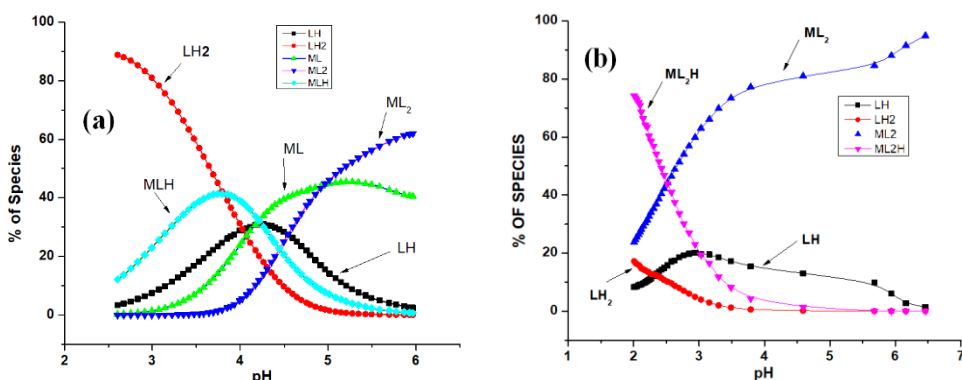 100
80
60
40
20
0
% of Species
2
3
4
5
6
pH
(a)
LH2
MLH
ML
ML2
LH
LH
LH2
ML
ML2
MLH
100
80
60
40
20
0
% OF SPECIES
1
2
3
4
5
6
7
pH
(b)
ML2H
ML2
LH
LH2
LH
LH2
ML2
ML2H